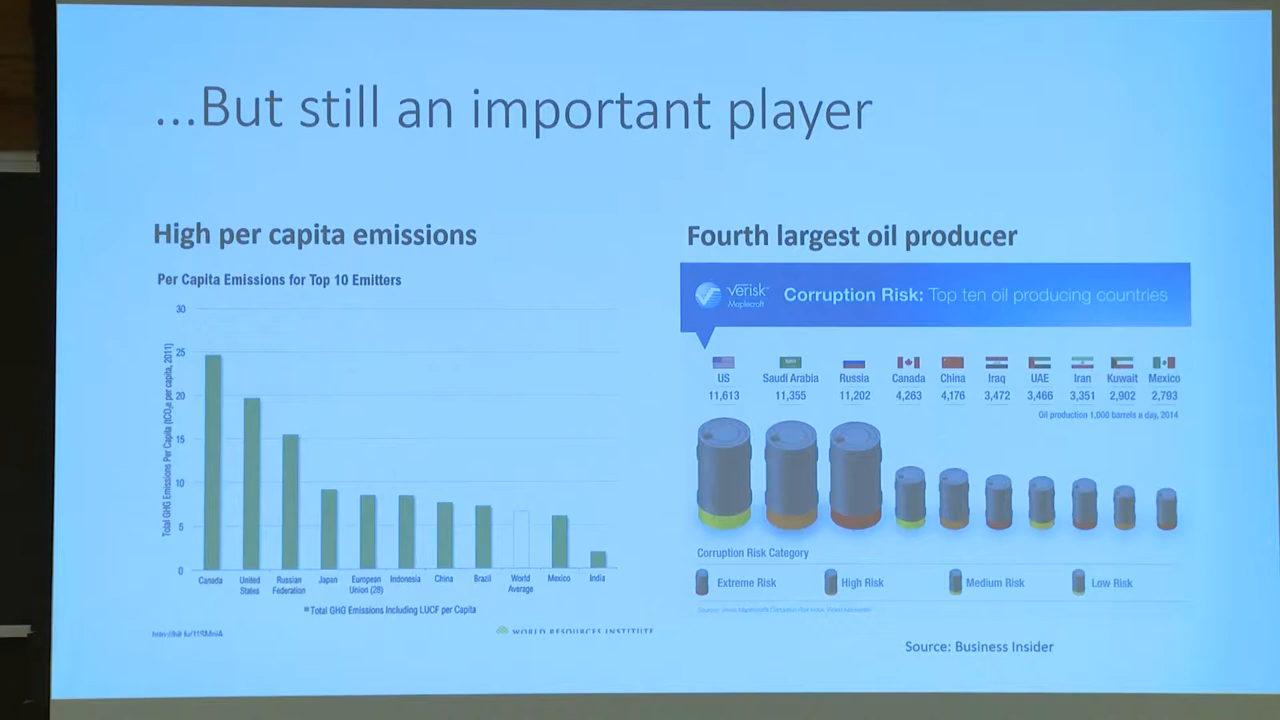 ...But still an important player
High per capita emissions
Per Capita Emissions for Top 10 Emitters
Total GHG Emissions Per Capita (tCO₂e per capita, 2011)
30
25
20
15
10
5
0
Canada
United States
Russian Federation
Japan
European Union (28)
Indonesia
China
Brazil
World Average
Mexico
India
Total GHG Emissions Including LUCF per Capita
WORLD RESOURCES INSTITUTE
Fourth largest oil producer
Verisk Maplecroft
Corruption Risk: Top ten oil producing countries
US Saudi Arabia Russia Canada China Iraq UAE Iran Kuwait Mexico
11,613 11,355 11,202 4,263 4,176 3,472 3,466 3,351 2,902 2,793
Oil production 1,000 barrels a day, 2014
Corruption Risk Category
Extreme Risk High Risk Medium Risk Low Risk
Source: Business Insider